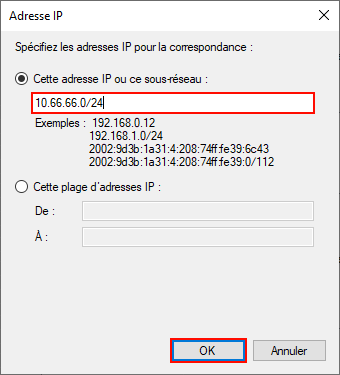 Adresse IP
Spécifiez les adresses IP pour la correspondance :
Cette adresse IP ou ce sous-réseau :
10.66.66.0/24
Exemples : 192.168.0.12
192.168.1.0/24
2002:9d3b:1a31:4:208:74ff:fe39:6c43
2002:9d3b:1a31:4:208:74ff:fe39:0/112
Cette plage d'adresses IP :
De :
À :
OK Annuler